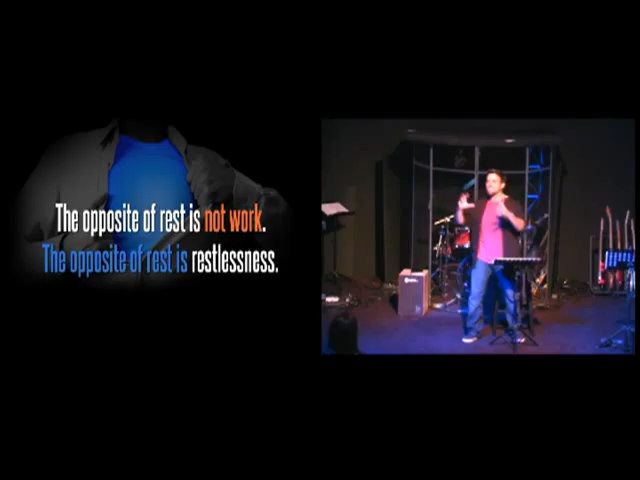 The opposite of rest is not work.
The opposite of rest is restlessness.